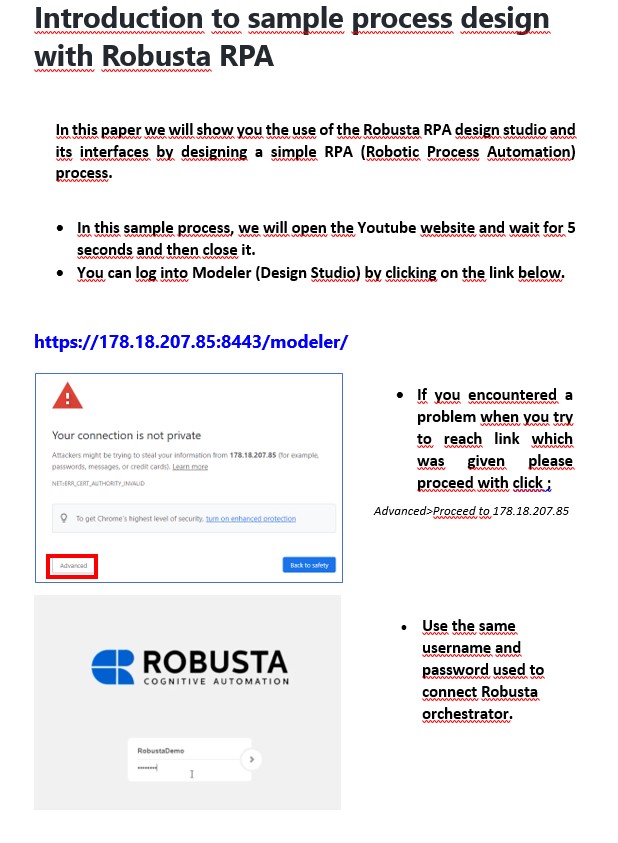 Introduction to sample process design
with Robusta RPA
In this paper we will show you the use of the Robusta RPA design studio and
its interfaces by designing a simple RPA (Robotic Process Automation)
process.
• In this sample process, we will open the Youtube website and wait for 5
seconds and then close it.
• You can log into Modeler (Design Studio) by clicking on the link below.
https://178.18.207.85:8443/modeler/
Your connection is not private
Attackers might be trying to steal your information from 178.18.207.85 (for example,
passwords, messages, or credit cards). Learn more
NET::ERR_CERT_AUTHORITY_INVALID
To get Chrome's highest level of security, turn on enhanced protection
Advanced
Back to safety
• If you encountered a
problem when you try
to reach link which
was given please
proceed with click ;
Advanced>Proceed to 178.18.207.85
ROBUSTA
COGNITIVE AUTOMATION
RobustaDemo
• Use the same
username and
password used to
connect Robusta
orchestrator.